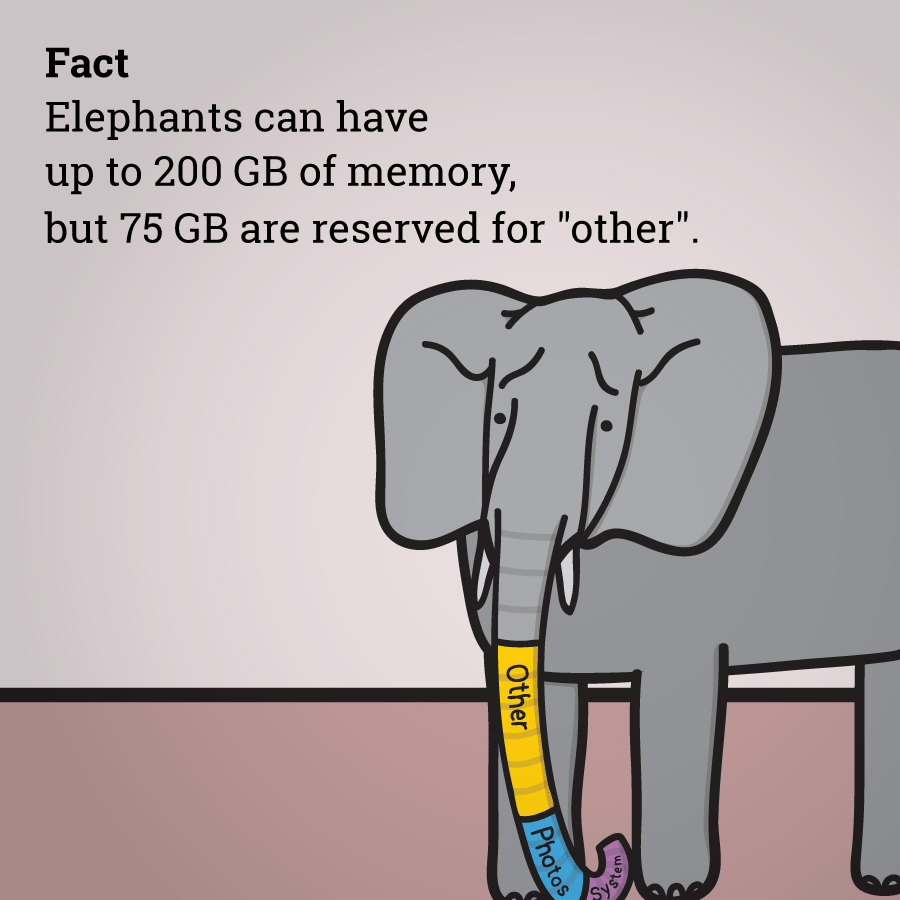 Fact
Elephants can have
up to 200 GB of memory,
but 75 GB are reserved for "other".
Other
Photos
System